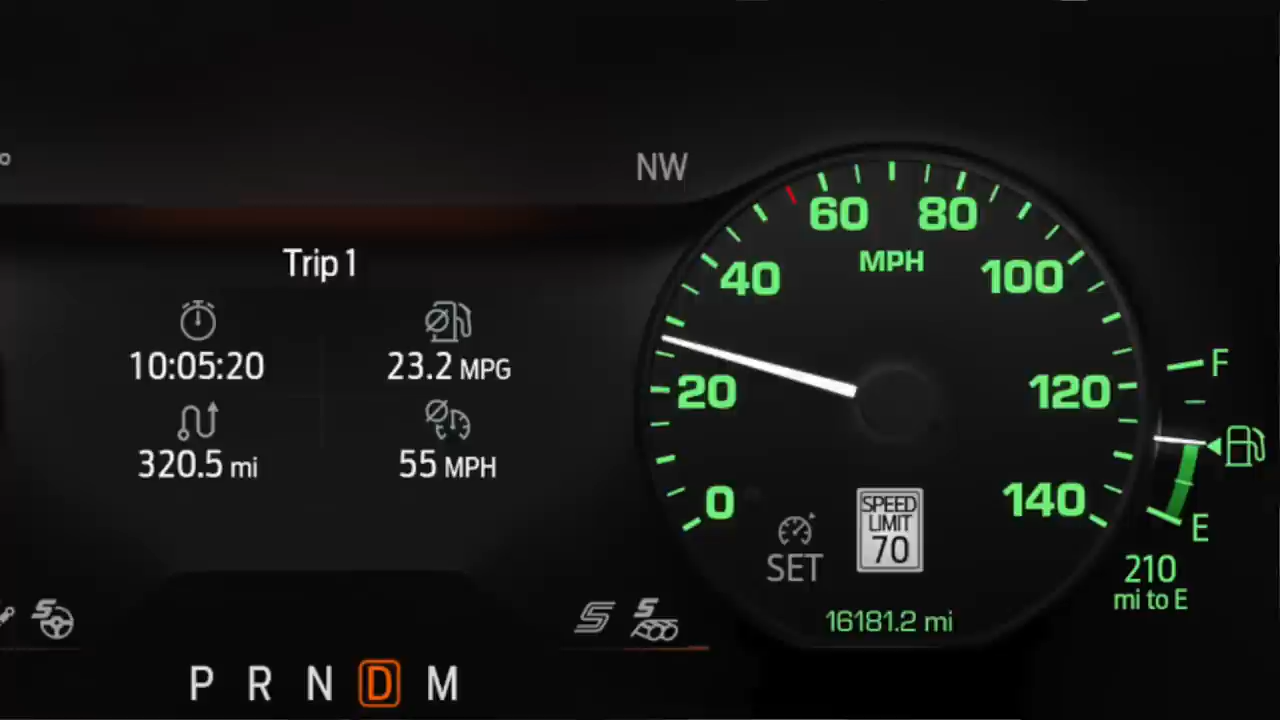 NW
Trip 1
10:05:20
23.2 MPG
320.5 mi
55 MPH
0
20
40
60
80
100
120
140
MPH
SET
SPEED
LIMIT
70
16181.2 mi
F
E
210
mi to E
S
S
S
P R N D M